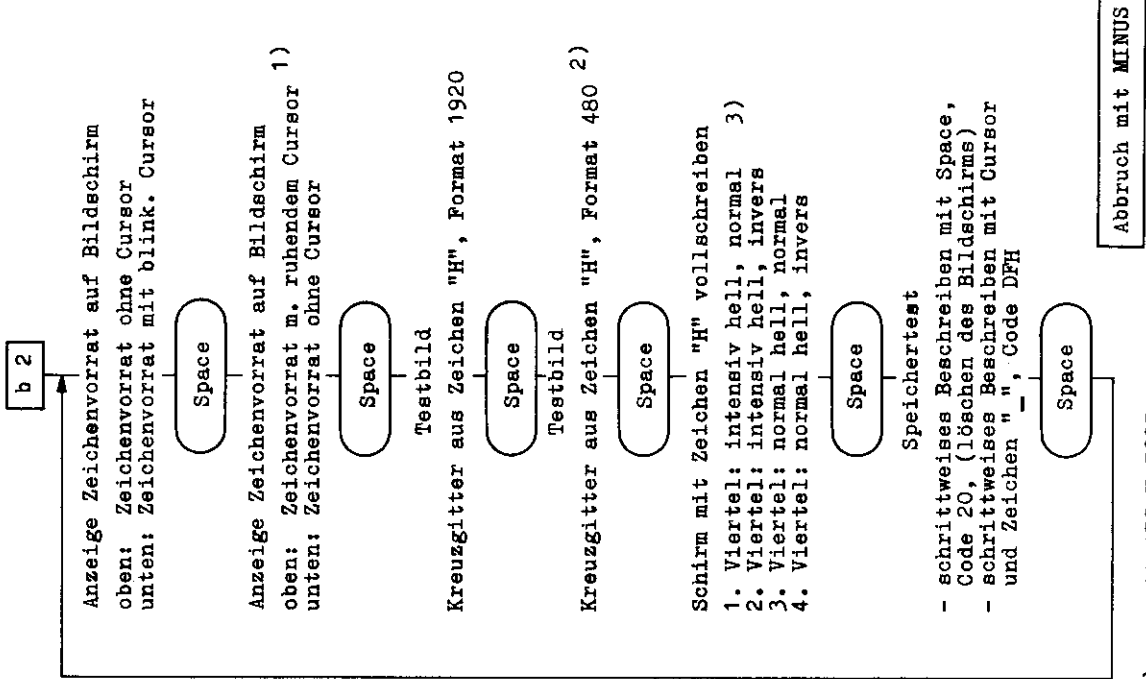 b 2
Anzeige Zeichenvorrat auf Bildschirm
oben: Zeichenvorrat ohne Cursor
unten: Zeichenvorrat mit blink. Cursor
Space
Anzeige Zeichenvorrat auf Bildschirm
oben: Zeichenvorrat m. ruhendem Cursor 1)
unten: Zeichenvorrat ohne Cursor
Space
Testbild
Kreuzgitter aus Zeichen "H", Format 1920
Space
Testbild
Kreuzgitter aus Zeichen "H", Format 480 2)
Space
Schirm mit Zeichen "H" vollschreiben
1. Viertel: intensiv hell, normal 3)
2. Viertel: intensiv hell, invers
3. Viertel: normal hell, normal
4. Viertel: normal hell, invers
Space
Speichertest
- schrittweises Beschreiben mit Space,
Code 20, (löschen des Bildschirms)
- schrittweises Beschreiben mit Cursor
und Zeichen "_", Code DFH
Space
Abbruch mit MINUS